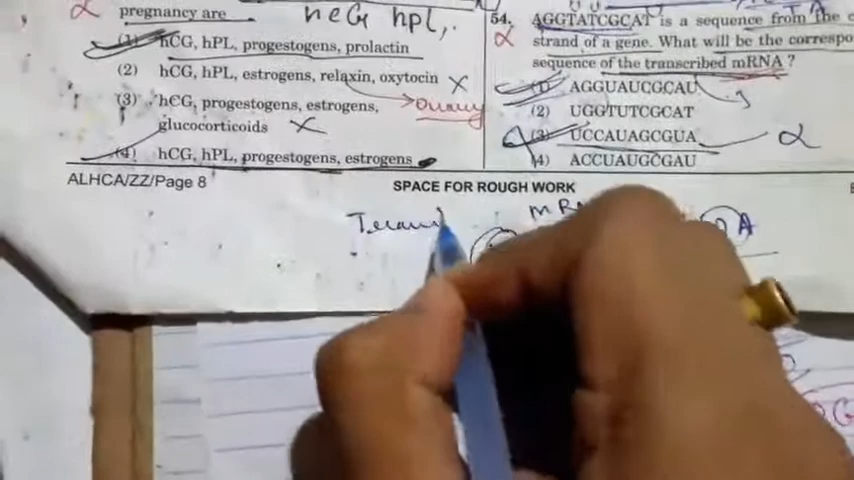 pregnancy are
hCG hPL,
(1) hCG, hPL, progestogens, prolactin
(2) hCG, hPL, estrogens, relaxin, oxytocin
(3) hCG, progestogens, estrogens,
glucocorticoids
Ovary
(4) hCG, hPL, progestogens, estrogens
ALHCA/ZZ/Page 8
54. AGGTATCGCAT is a sequence from the c
strand of a gene. What will be the correspo
sequence of the transcribed mRNA ?
(1) AGGUAUCGCAU
(2) UGGTUTCGCAT
(3) UCCAUAGCGUA
(4) ACCUAUGCGAU
SPACE FOR ROUGH WORK